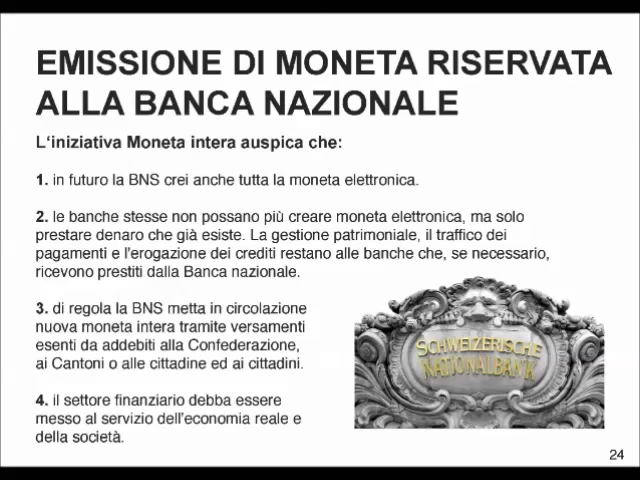 EMISSIONE DI MONETA RISERVATA
ALLA BANCA NAZIONALE
L‘iniziativa Moneta intera auspica che:
1. in futuro la BNS crei anche tutta la moneta elettronica.
2. le banche stesse non possano più creare moneta elettronica, ma solo
prestare denaro che già esiste. La gestione patrimoniale, il traffico dei
pagamenti e l'erogazione dei crediti restano alle banche che, se necessario,
ricevono prestiti dalla Banca nazionale.
3. di regola la BNS metta in circolazione
nuova moneta intera tramite versamenti
esenti da addebiti alla Confederazione,
ai Cantoni o alle cittadine ed ai cittadini.
4. il settore finanziario debba essere
messo al servizio dell'economia reale e
della società.
SCHWEIZERISCHE
NATIONALBANK
24